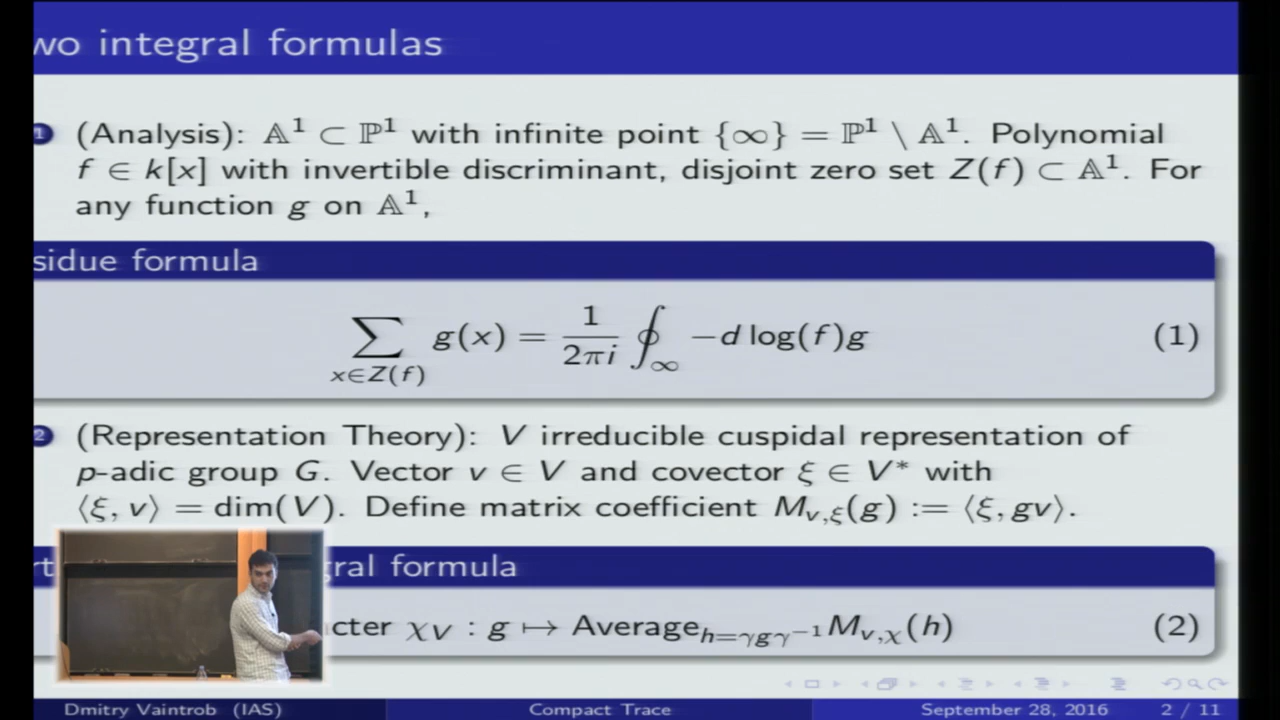 wo integral formulas
1 (Analysis): 𝔸¹ ⊂ ℙ¹ with infinite point {∞} = ℙ¹ \ 𝔸¹. Polynomial
f ∈ k[x] with invertible discriminant, disjoint zero set Z(f) ⊂ 𝔸¹. For
any function g on 𝔸¹,
sidue formula
∑_{x∈Z(f)} g(x) = \frac{1}{2πi} ∮_∞ −d log(f)g (1)
2 (Representation Theory): V irreducible cuspidal representation of
p-adic group G. Vector v ∈ V and covector ξ ∈ V* with
⟨ξ, v⟩ = dim(V). Define matrix coefficient M_{v,ξ}(g) := ⟨ξ, gv⟩.
gral formula
cter χ_V : g ↦ Average_{h=γgγ⁻¹} M_{v,χ}(h) (2)
Dmitry Vaintrob (IAS) Compact Trace September 28, 2016 2 / 11